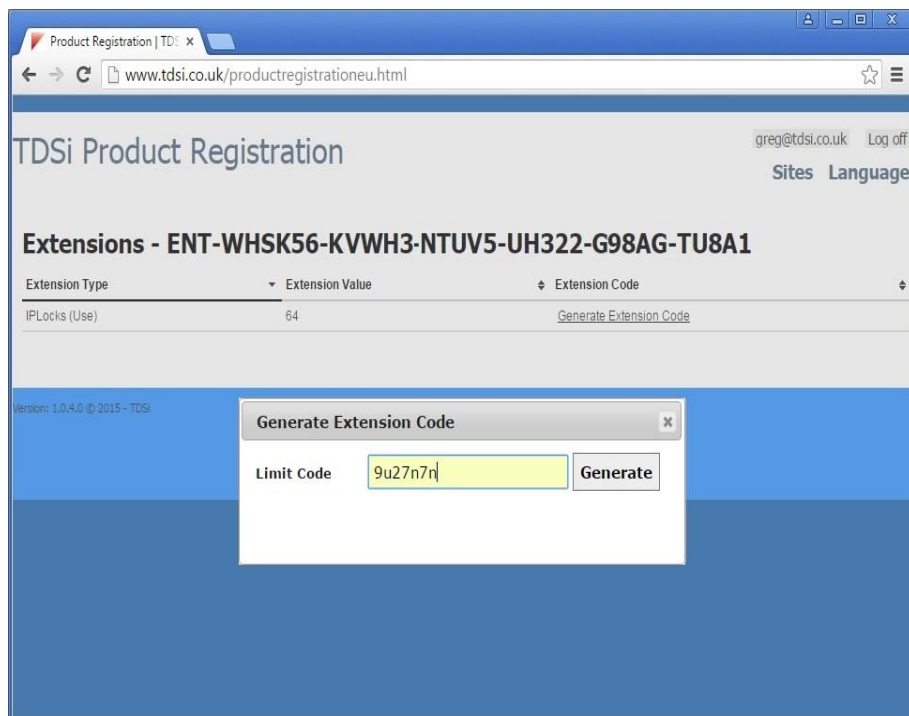 Product Registration | TDS
www.tdsi.co.uk/productregistrationeu.html
TDSi Product Registration
greg@tdsi.co.uk Log off
Sites Language
Extensions - ENT-WHSK56-KVWH3-NTUV5-UH322-G98AG-TU8A1
Extension Type Extension Value Extension Code
IPLocks (Use) 64 Generate Extension Code
Version: 1.0.4.0 © 2015 - TDSi
Generate Extension Code
Limit Code 9u27n7n Generate